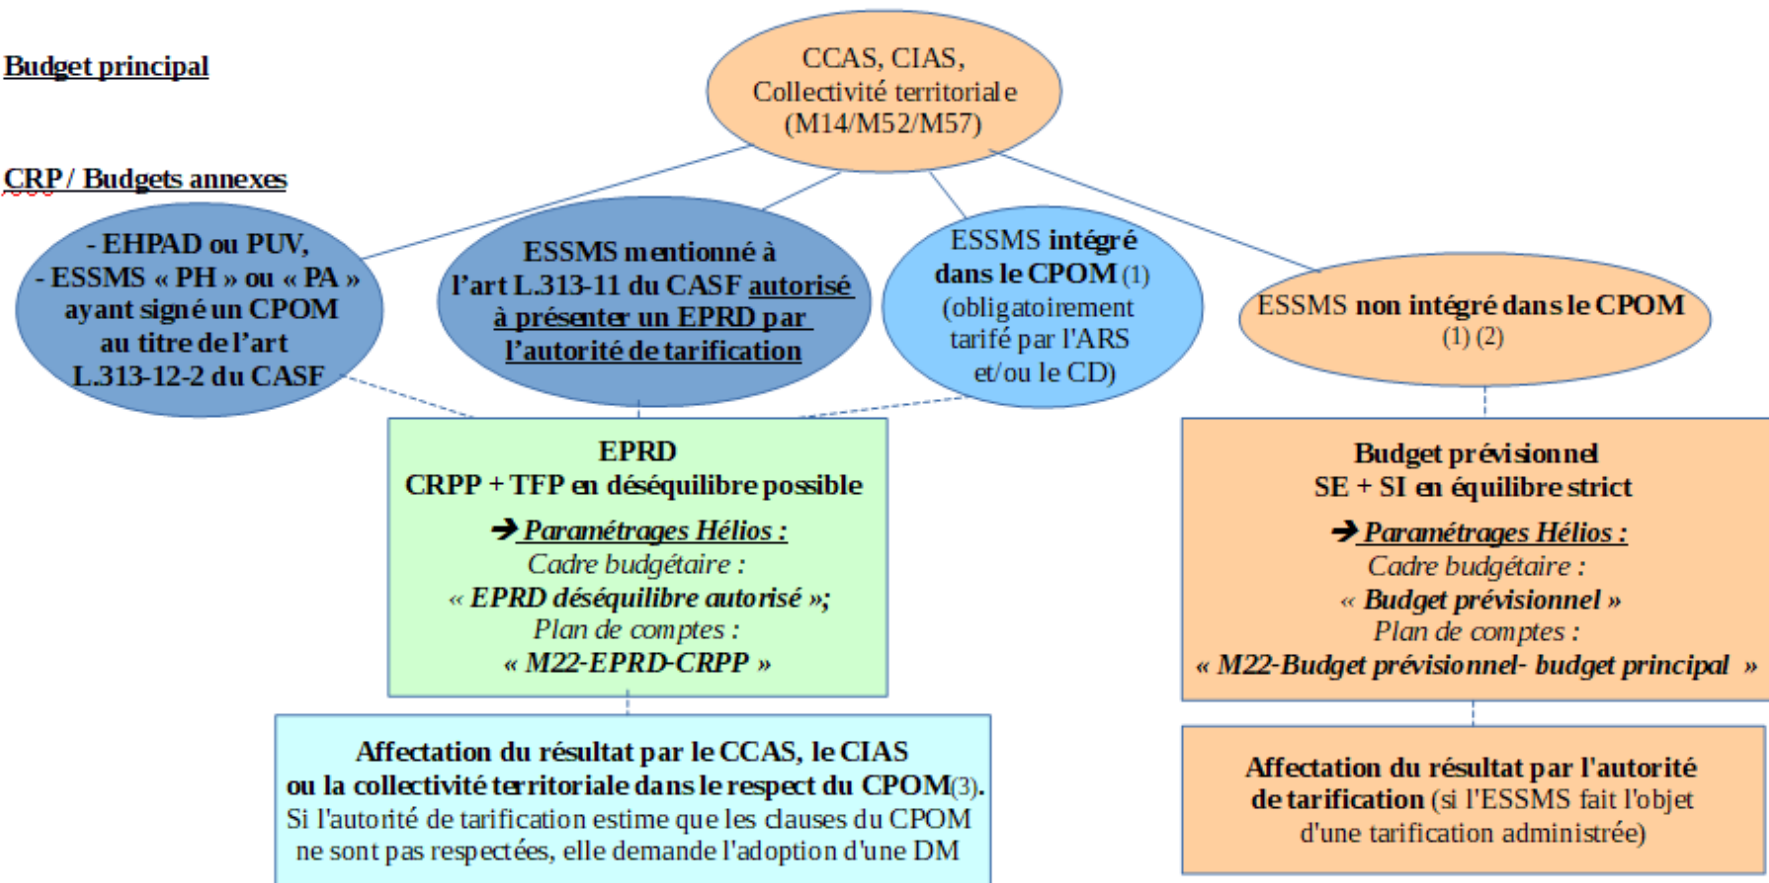 Budget principal
CCAS, CIAS,
Collectivité territoriale
(M14/M52/M57)
CRP / Budgets annexes
- EHPAD ou PUV,
- ESSMS « PH » ou « PA »
ayant signé un CPOM
au titre de l’art
L.313-12-2 du CASF
ESSMS mentionné à
l’art L.313-11 du CASF autorisé
à présenter un EPRD par
l’autorité de tarification
ESSMS intégré
dans le CPOM (1)
(obligatoirement
tarifé par l'ARS
et/ou le CD)
ESSMS non intégré dans le CPOM
(1) (2)
EPRD
CRPP + TFP en déséquilibre possible
➔ Paramétrages Hélios :
Cadre budgétaire :
« EPRD déséquilibre autorisé »;
Plan de comptes :
« M22-EPRD-CRPP »
Budget prévisionnel
SE + SI en équilibre strict
➔ Paramétrages Hélios :
Cadre budgétaire :
« Budget prévisionnel »
Plan de comptes :
« M22-Budget prévisionnel- budget principal »
Affectation du résultat par le CCAS, le CIAS
ou la collectivité territoriale dans le respect du CPOM(3).
Si l'autorité de tarification estime que les clauses du CPOM
ne sont pas respectées, elle demande l'adoption d'une DM
Affectation du résultat par l'autorité
de tarification (si l'ESSMS fait l'objet
d'une tarification administrée)